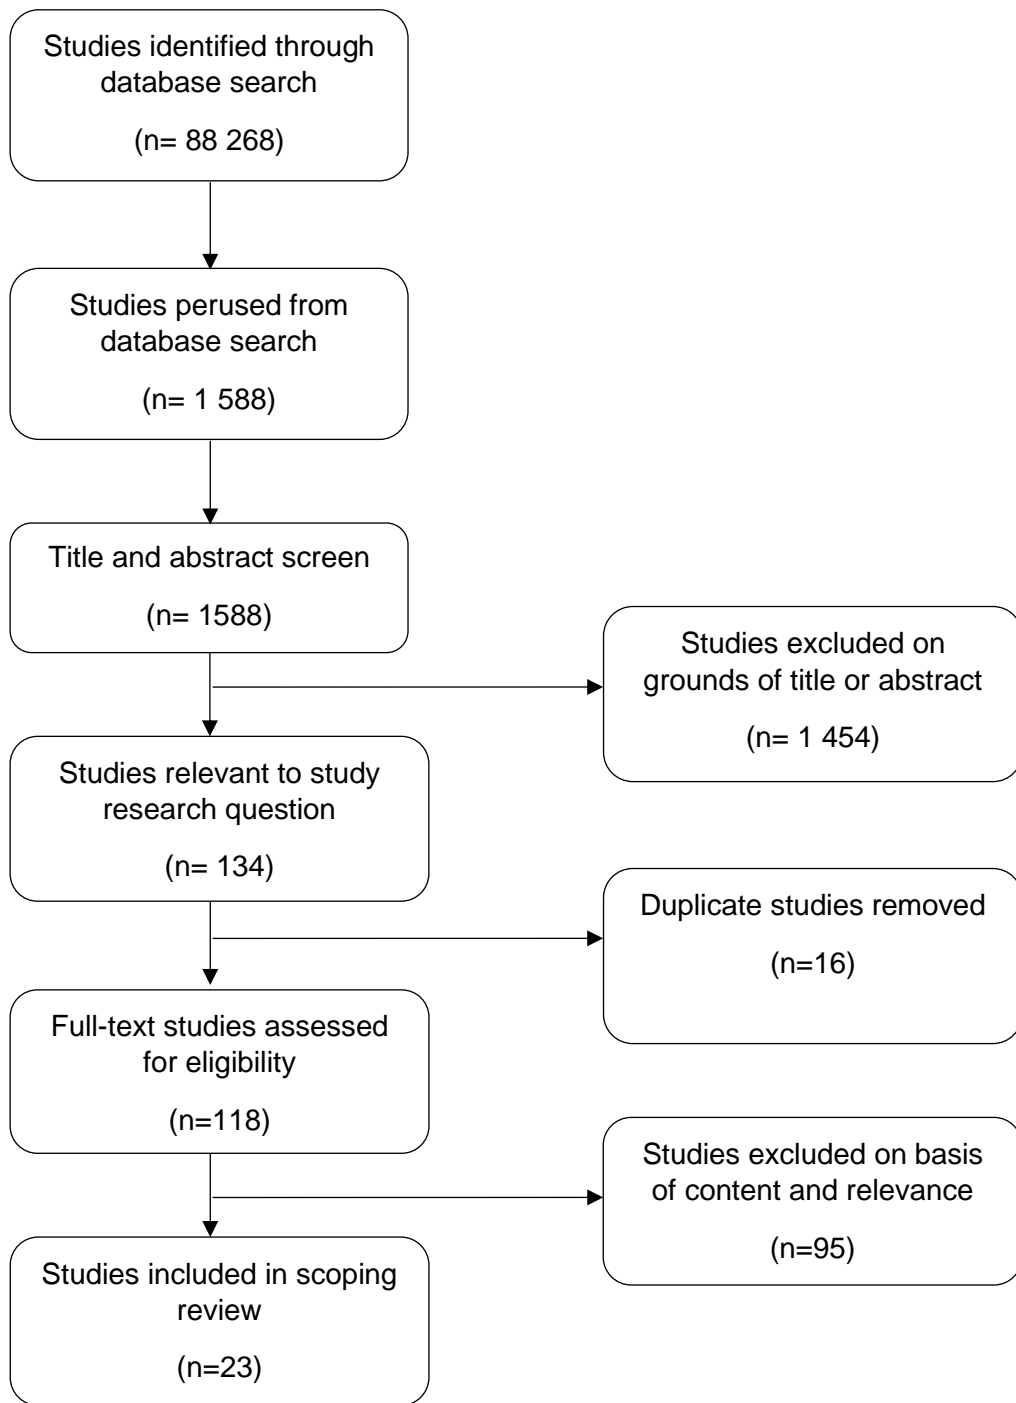 Studies identified through
database search
(n= 88 268)
Studies perused from
database search
(n= 1 588)
Title and abstract screen
(n= 1588)
Studies excluded on
grounds of title or abstract
(n= 1 454)
Studies relevant to study
research question
(n= 134)
Duplicate studies removed
(n=16)
Full-text studies assessed
for eligibility
(n=118)
Studies excluded on basis
of content and relevance
(n=95)
Studies included in scoping
review
(n=23)